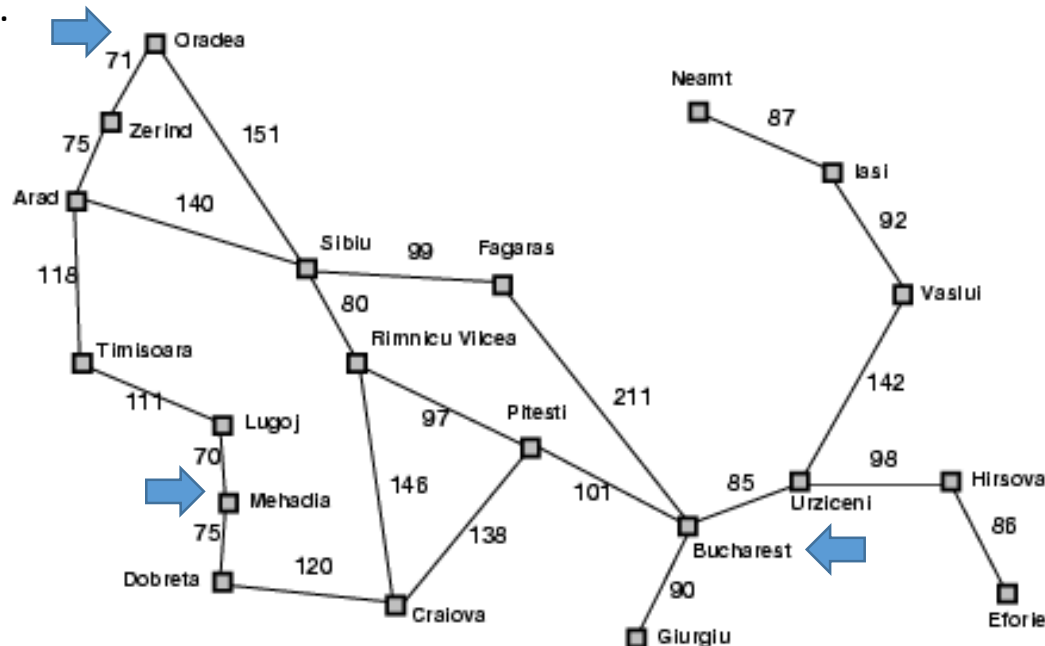 .
Oradea
71
Neamt
87
Zerind
151
75
Iasi
Arad
140
92
Sibiu
99
Fagaras
118
80
Vaslui
Rimnicu Vilcea
Timisoara
142
111
211
Pitesti
Lugoj
97
70
98
85
Hirsova
146
101
Urziceni
Mehadia
86
75
138
Bucharest
120
Dobreta
90
Craiova
Eforie
Giurgiu